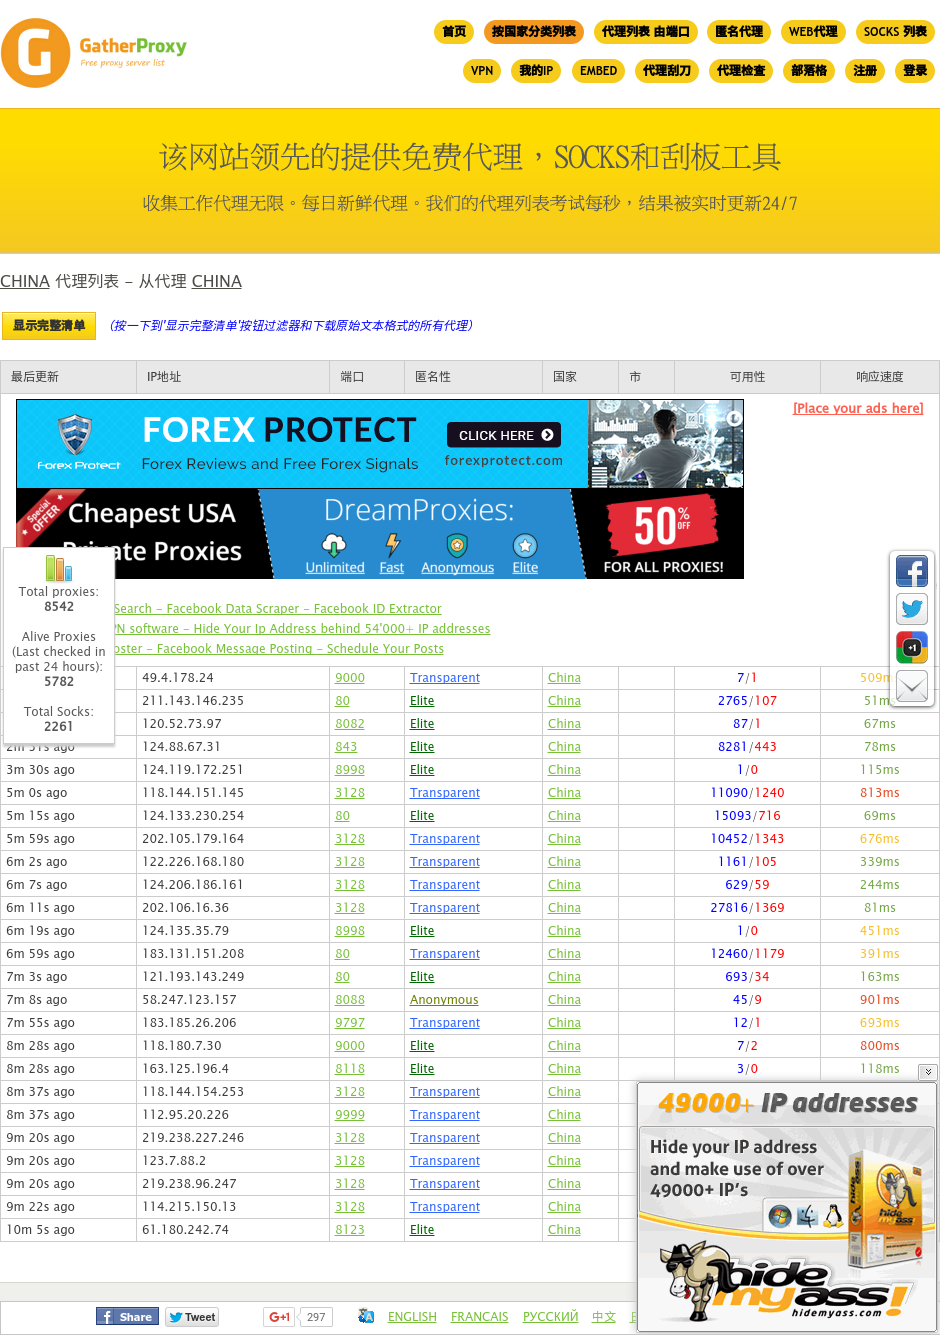 GatherProxy
Free proxy server list
首页 按国家分类列表 代理列表 由端口 匿名代理 WEB代理 SOCKS 列表
VPN 我的IP EMBED 代理刮刀 代理检查 部落格 注册 登录
该网站领先的提供免费代理，SOCKS和刮板工具
收集工作代理无限。每日新鲜代理。我们的代理列表考试每秒，结果被实时更新24/7
CHINA 代理列表 – 从代理 CHINA
显示完整清单 (按一下到'显示完整清单'按钮过滤器和下载原始文本格式的所有代理)
最后更新 IP地址 端口 匿名性 国家 市 可用性 响应速度
[Place your ads here]
FOREX PROTECT
Forex Protect
Forex Reviews and Free Forex Signals
CLICK HERE
forexprotect.com
Special OFFER
Cheapest USA
Private Proxies
DreamProxies:
Unlimited Fast Anonymous Elite
50% OFF
FOR ALL PROXIES!
Total proxies:
8542
Alive Proxies
(Last checked in
past 24 hours):
5782
Total Socks:
2261
Search – Facebook Data Scraper – Facebook ID Extractor
software – Hide Your Ip Address behind 54'000+ IP addresses
– Facebook Message Posting – Schedule Your Posts
+1
49.4.178.24 9000 Transparent China 7/1
211.143.146.235 80 Elite China 2765/107
120.52.73.97 8082 Elite China 87/1 67ms
2m 51s ago 124.88.67.31 843 Elite China 8281/443 78ms
3m 30s ago 124.119.172.251 8998 Elite China 1/0 115ms
5m 0s ago 118.144.151.145 3128 Transparent China 11090/1240 813ms
5m 15s ago 124.133.230.254 80 Elite China 15093/716 69ms
5m 59s ago 202.105.179.164 3128 Transparent China 10452/1343 676ms
6m 2s ago 122.226.168.180 3128 Transparent China 1161/105 339ms
6m 7s ago 124.206.186.161 3128 Transparent China 629/59 244ms
6m 11s ago 202.106.16.36 3128 Transparent China 27816/1369 81ms
6m 19s ago 124.135.35.79 8998 Elite China 1/0 451ms
6m 59s ago 183.131.151.208 80 Transparent China 12460/1179 391ms
7m 3s ago 121.193.143.249 80 Elite China 693/34 163ms
7m 8s ago 58.247.123.157 8088 Anonymous China 45/9 901ms
7m 55s ago 183.185.26.206 9797 Transparent China 12/1 693ms
8m 28s ago 118.180.7.30 9000 Elite China 7/2 800ms
8m 28s ago 163.125.196.4 8118 Elite China 3/0 118ms
8m 37s ago 118.144.154.253 3128 Transparent China
8m 37s ago 112.95.20.226 9999 Transparent China
9m 20s ago 219.238.227.246 3128 Transparent China
9m 20s ago 123.7.88.2 3128 Transparent China
9m 20s ago 219.238.96.247 3128 Transparent China
9m 22s ago 114.215.150.13 3128 Transparent China
10m 5s ago 61.180.242.74 8123 Elite China
49000+ IP addresses
Hide your IP address
and make use of over
49000+ IP's
hide
my ass!
hidemyass.com
Share Tweet G+1 297 ENGLISH FRANCAIS РУССКИЙ 中文